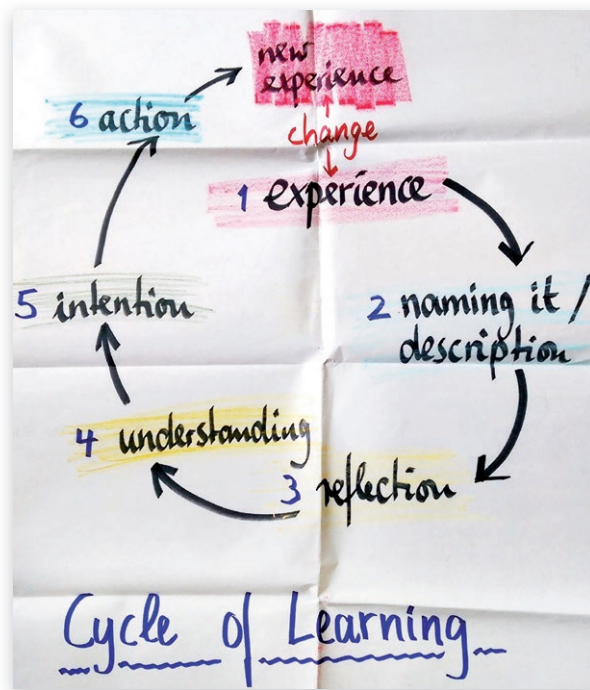 new
experience
change
1 experience
2 naming it /
description
3 reflection
4 understanding
5 intention
6 action
Cycle of Learning